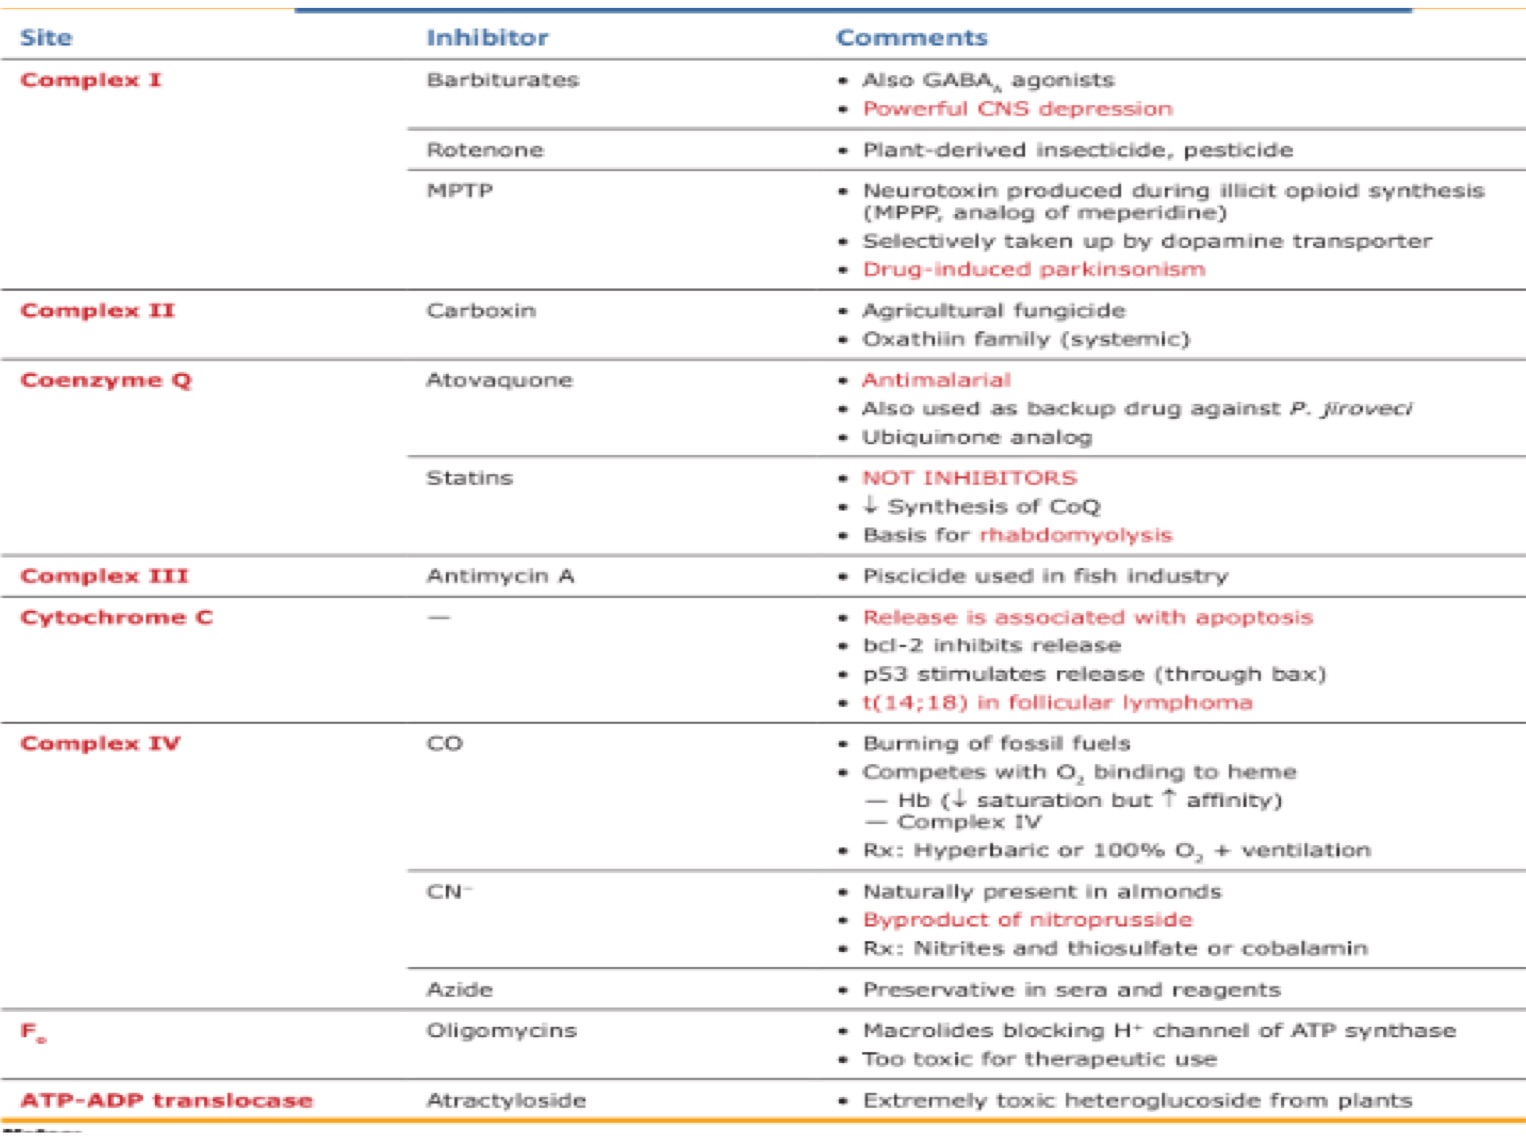 Site Inhibitor Comments
Complex I Barbiturates • Also GABA_A agonists
• Powerful CNS depression
Rotenone • Plant-derived insecticide, pesticide
MPTP • Neurotoxin produced during illicit opioid synthesis
(MPPP, analog of meperidine)
• Selectively taken up by dopamine transporter
• Drug-induced parkinsonism
Complex II Carboxin • Agricultural fungicide
• Oxathiin family (systemic)
Coenzyme Q Atovaquone • Antimalarial
• Also used as backup drug against P. jiroveci
• Ubiquinone analog
Statins • NOT INHIBITORS
• ↓ Synthesis of CoQ
• Basis for rhabdomyolysis
Complex III Antimycin A • Piscicide used in fish industry
Cytochrome C — • Release is associated with apoptosis
• bcl-2 inhibits release
• p53 stimulates release (through bax)
• t(14;18) in follicular lymphoma
Complex IV CO • Burning of fossil fuels
• Competes with O₂ binding to heme
— Hb (↓ saturation but ↑ affinity)
— Complex IV
• Rx: Hyperbaric or 100% O₂ + ventilation
CN⁻ • Naturally present in almonds
• Byproduct of nitroprusside
• Rx: Nitrites and thiosulfate or cobalamin
Azide • Preservative in sera and reagents
Fₒ Oligomycins • Macrolides blocking H⁺ channel of ATP synthase
• Too toxic for therapeutic use
ATP-ADP translocase Atractyloside • Extremely toxic heteroglucoside from plants